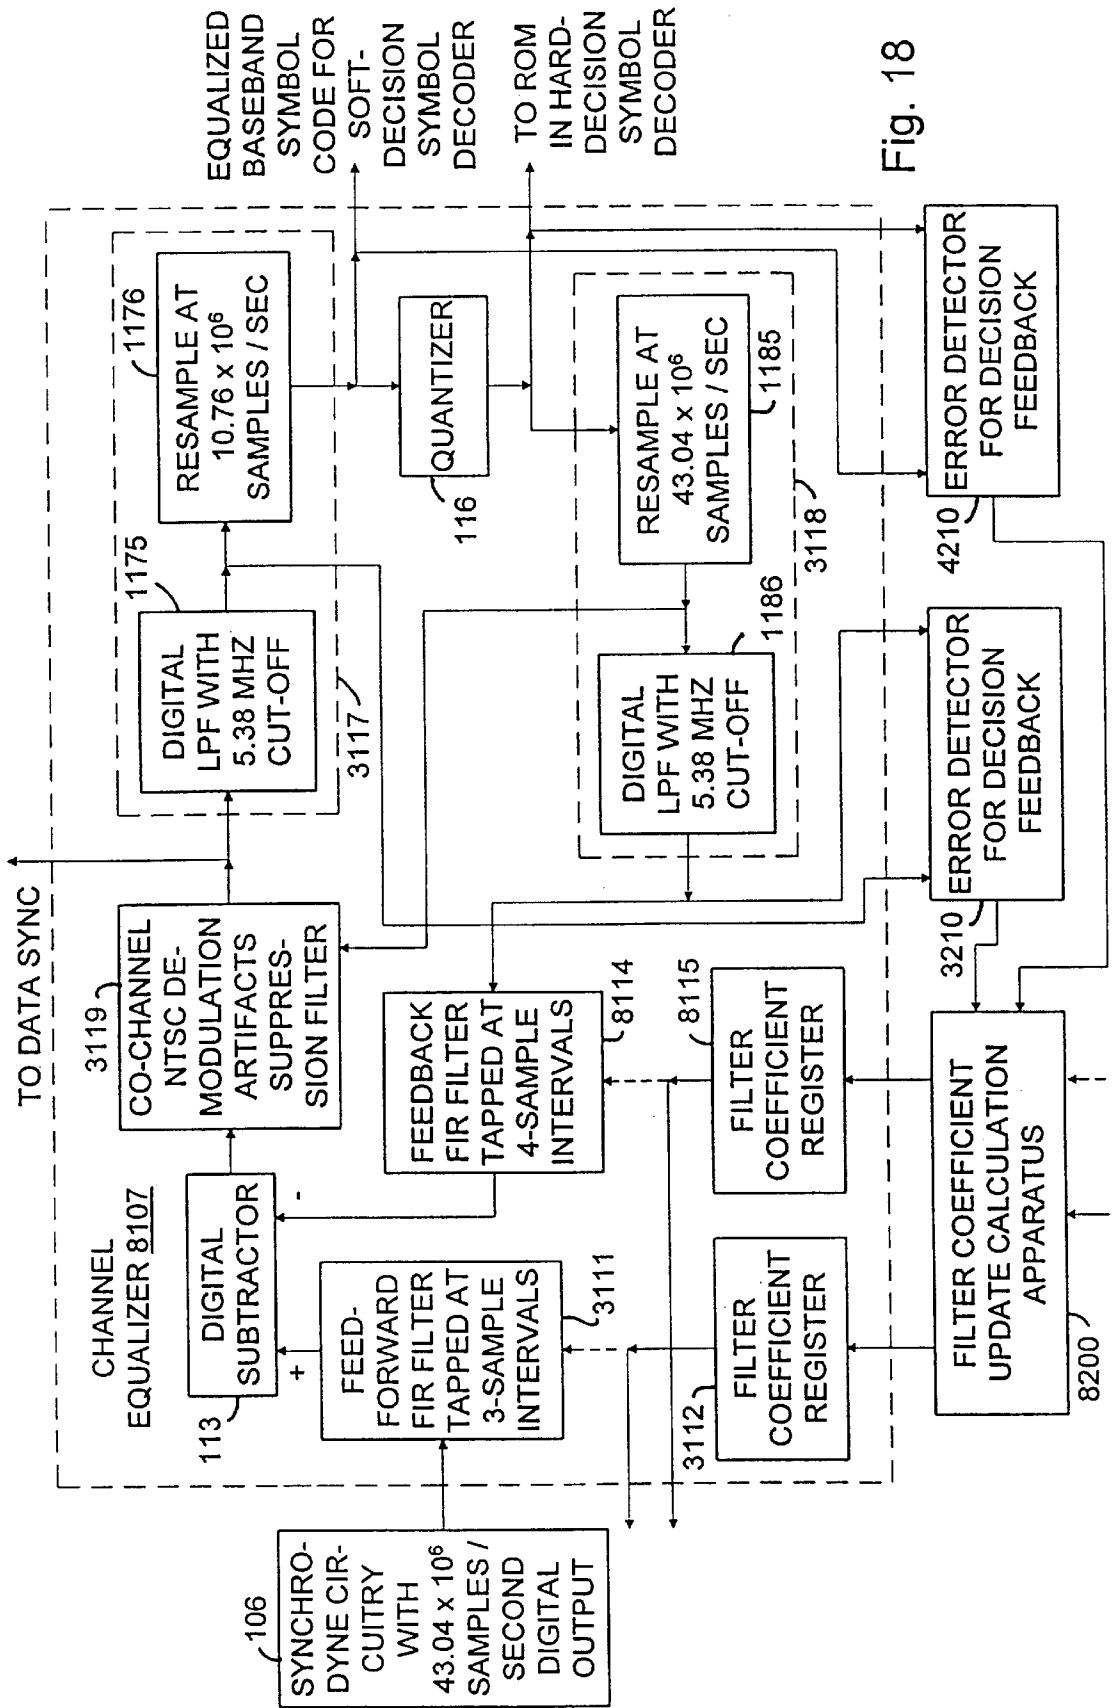 TO DATA SYNC
CHANNEL
EQUALIZER 8107
106
SYNCHRO-
DYNE CIR-
CUITRY
WITH
43.04 x 10⁶
SAMPLES /
SECOND
DIGITAL
OUTPUT
113
DIGITAL
SUBTRACTOR
+
-
FEED-
FORWARD
FIR FILTER
TAPPED AT
3-SAMPLE
INTERVALS
3111
3112
FILTER
COEFFICIENT
REGISTER
3119
CO-CHANNEL
NTSC DE-
MODULATION
ARTIFACTS
SUPPRES-
SION FILTER
FEEDBACK
FIR FILTER
TAPPED AT
4-SAMPLE
INTERVALS
8114
8115
FILTER
COEFFICIENT
REGISTER
1175
DIGITAL
LPF WITH
5.38 MHZ
CUT-OFF
3117
1176
RESAMPLE AT
10.76 x 10⁶
SAMPLES / SEC
QUANTIZER
116
RESAMPLE AT
43.04 x 10⁶
SAMPLES / SEC
1185
1186
DIGITAL
LPF WITH
5.38 MHZ
CUT-OFF
3118
EQUALIZED
BASEBAND
SYMBOL
CODE FOR
SOFT-
DECISION
SYMBOL
DECODER
TO ROM
IN HARD-
DECISION
SYMBOL
DECODER
FILTER COEFFICIENT
UPDATE CALCULATION
APPARATUS
8200
3210
ERROR DETECTOR
FOR DECISION
FEEDBACK
4210
ERROR DETECTOR
FOR DECISION
FEEDBACK
Fig. 18